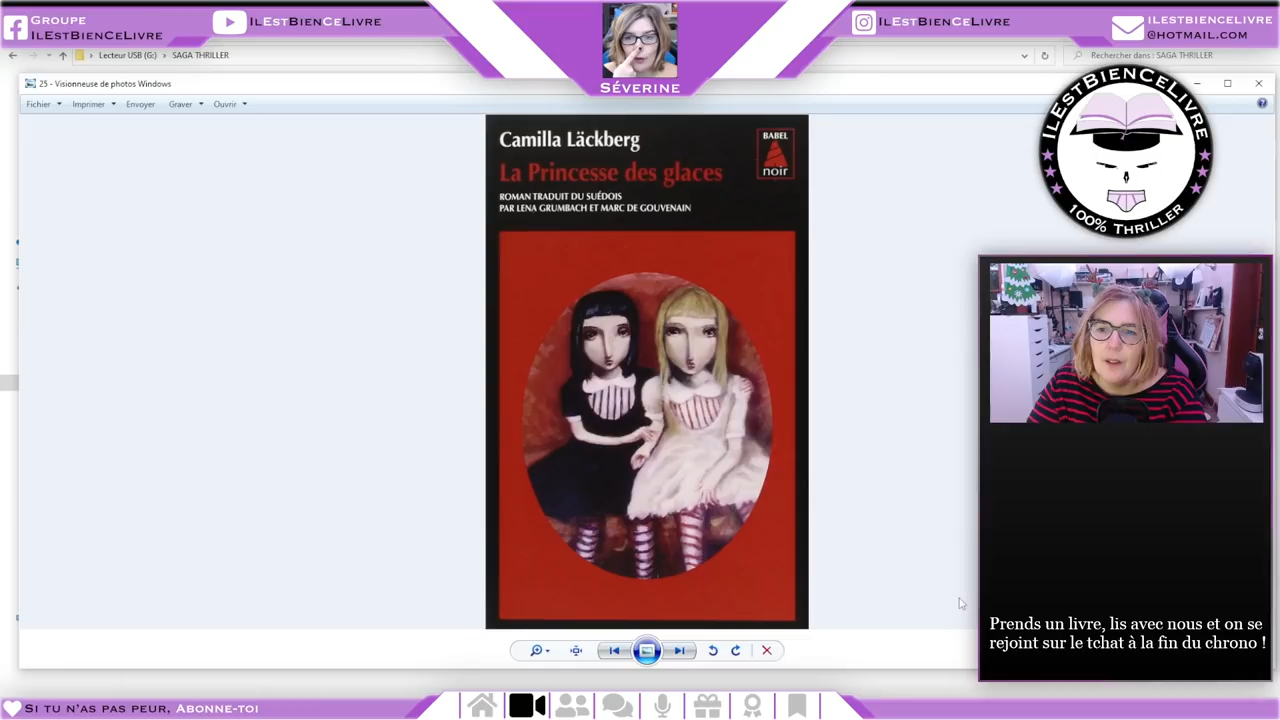 Groupe
IlEstBienCeLivre
IlEstBienCeLivre
Séverine
IlEstBienCeLivre
ilestbiencelivre
@hotmail.com
Lecteur USB (G:) > SAGA THRILLER
Rechercher dans : SAGA THRILLER
25 - Visionneuse de photos Windows
Fichier Imprimer Envoyer Graver Ouvrir
Camilla Läckberg
La Princesse des glaces
ROMAN TRADUIT DU SUÉDOIS
PAR LENA GRUMBACH ET MARC DE GOUVENAIN
BABEL
noir
IlEstBienCeLivre
100% Thriller
Prends un livre, lis avec nous et on se
rejoint sur le tchat à la fin du chrono !
Si tu n'as pas peur, Abonne-toi